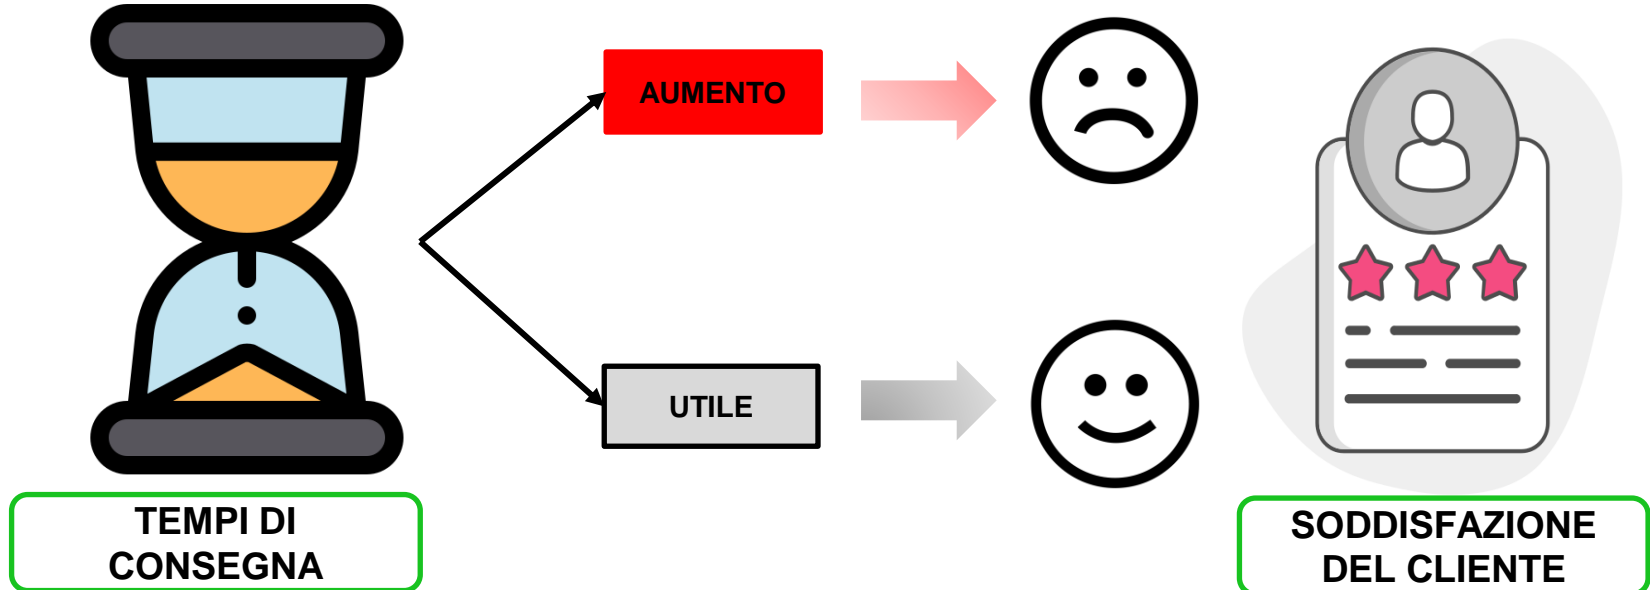 AUMENTO
UTILE
TEMPI DI
CONSEGNA
SODDISFAZIONE
DEL CLIENTE